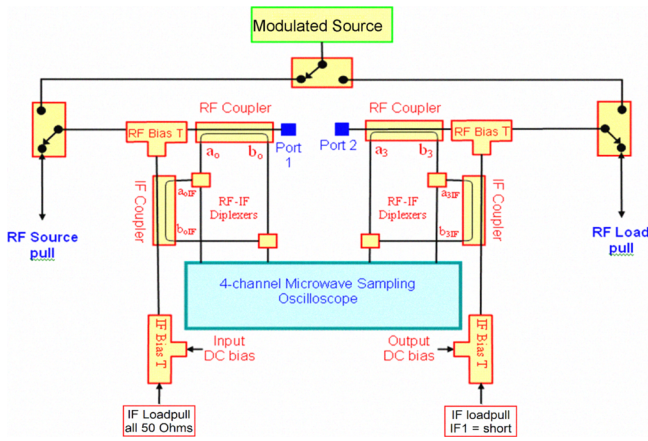 Modulated Source
RF Coupler
RF Coupler
RF Bias T
a₀
b₀
Port
1
Port 2
a₃
b₃
RF Bias T
IF Coupler
a₀IF
RF-IF
Diplexers
b₀IF
RF-IF
Diplexers
a₃IF
b₃IF
IF Coupler
RF Source
pull
RF Load
pull
4-channel Microwave Sampling
Oscilloscope
IF Bias T
Input
DC bias
Output
DC bias
IF Bias T
IF Loadpull
all 50 Ohms
IF loadpull
IF1 = short